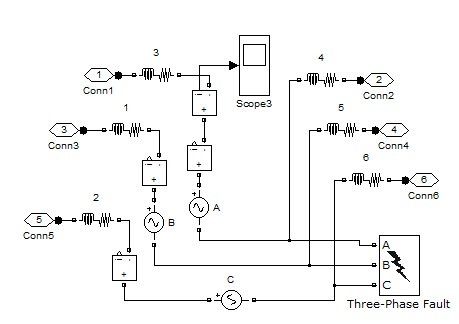 3
4
1
Conn1
Scope3
2
Conn2
1
5
3
Conn3
4
Conn4
6
2
6
Conn6
A
5
Conn5
B
A
B
C
C
Three-Phase Fault